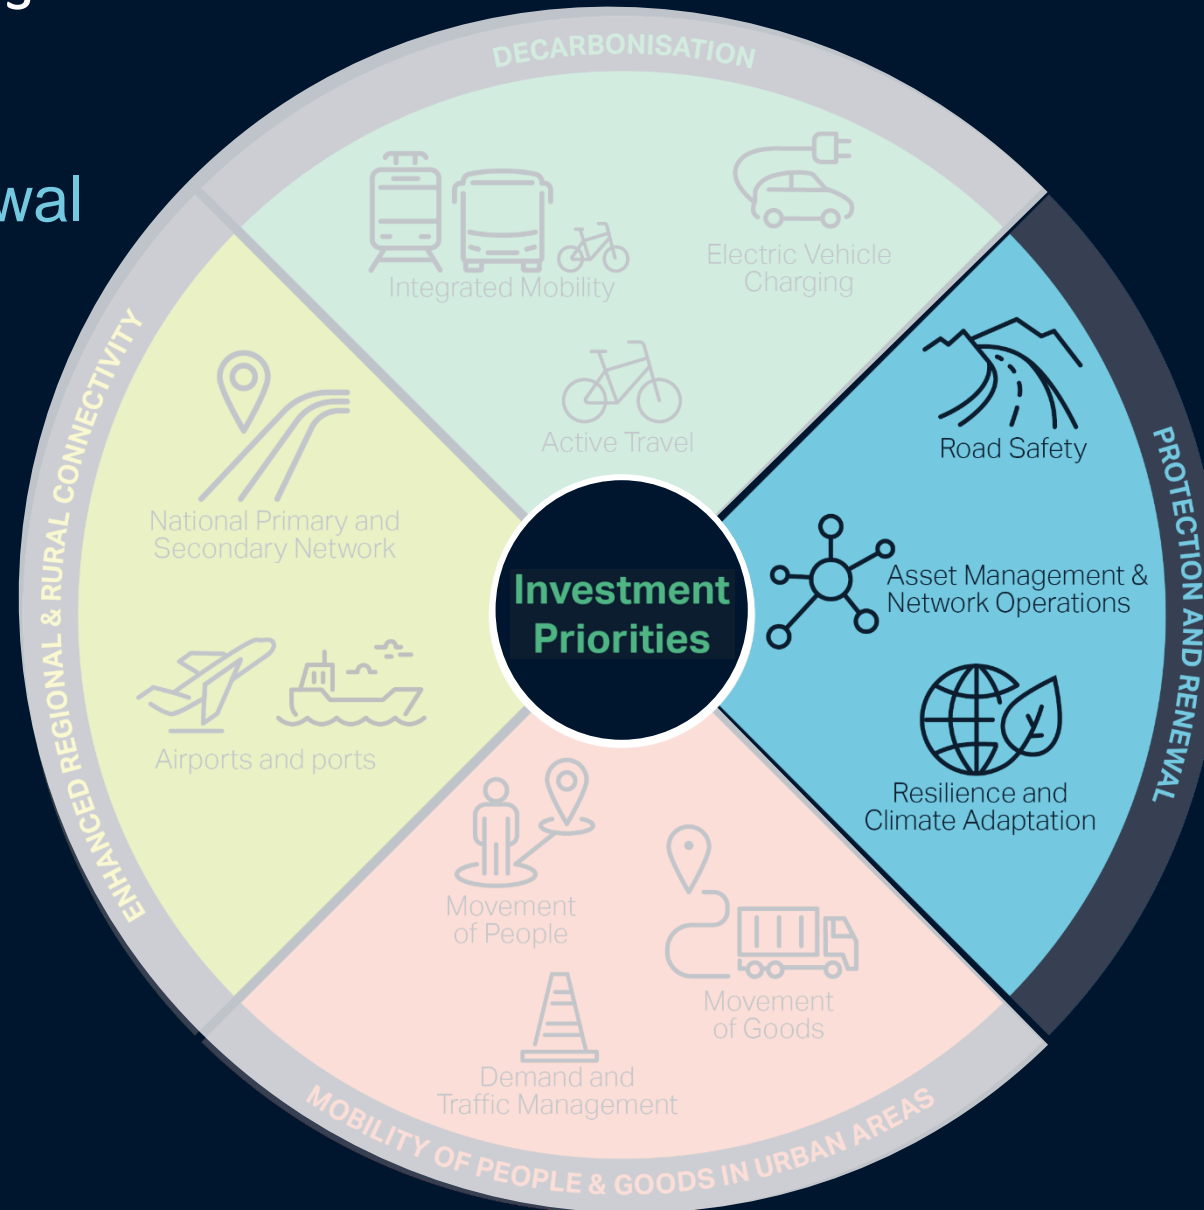 DECARBONISATION
Integrated Mobility
Electric Vehicle
Charging
Active Travel
PROTECTION AND RENEWAL
Road Safety
Asset Management &
Network Operations
Resilience and
Climate Adaptation
MOBILITY OF PEOPLE & GOODS IN URBAN AREAS
Movement
of People
Movement
of Goods
Demand and
Traffic Management
ENHANCED REGIONAL & RURAL CONNECTIVITY
National Primary and
Secondary Network
Airports and ports
Investment
Priorities